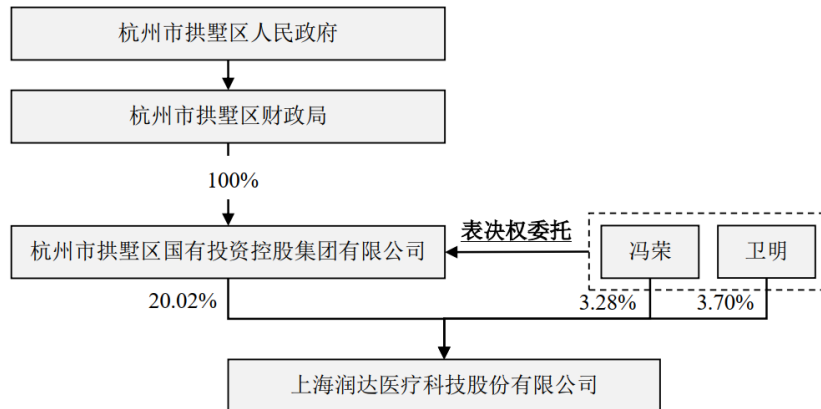 杭州市拱墅区人民政府
杭州市拱墅区财政局
100%
表决权委托
杭州市拱墅区国有投资控股集团有限公司
冯荣
卫明
20.02%
3.28%
3.70%
上海润达医疗科技股份有限公司